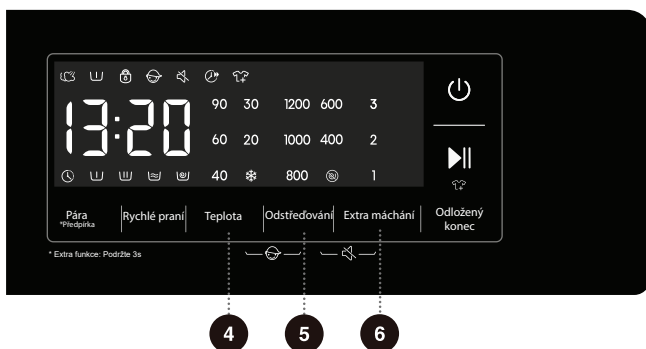 13:20
90 30 1200 600 3
60 20 1000 400 2
40 800 1
Pára
*Předpírka
Rychlé praní
Teplota
Odstřeďování
Extra máchání
Odložený
konec
* Extra funkce: Podržte 3s
4 5 6